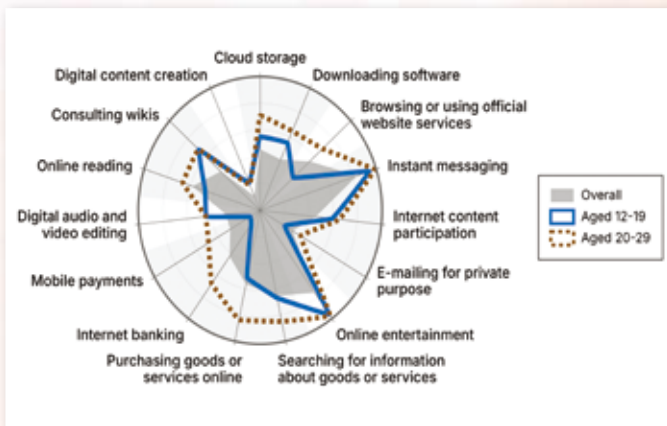 Cloud storage
Digital content creation
Downloading software
Consulting wikis
Browsing or using official
website services
Online reading
Instant messaging
Digital audio and
video editing
Internet content
participation
Mobile payments
E-mailing for private
purpose
Internet banking
Online entertainment
Purchasing goods or
services online
Searching for information
about goods or services
Overall
Aged 12-19
Aged 20-29